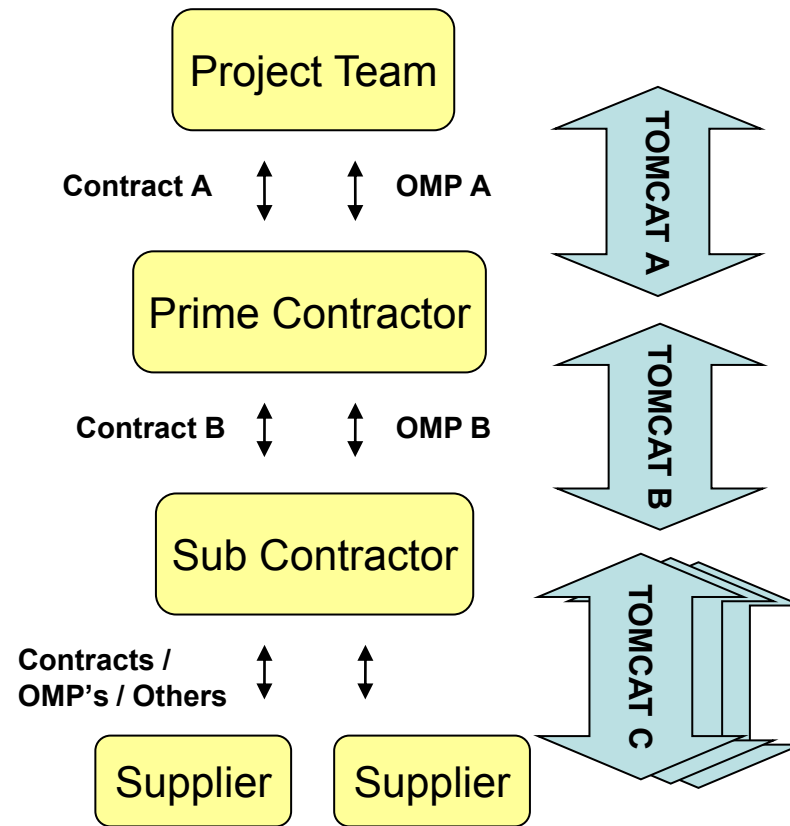 Project Team
Contract A
OMP A
TOMCAT A
Prime Contractor
Contract B
OMP B
TOMCAT B
Sub Contractor
Contracts /
OMP's / Others
TOMCAT C
Supplier
Supplier